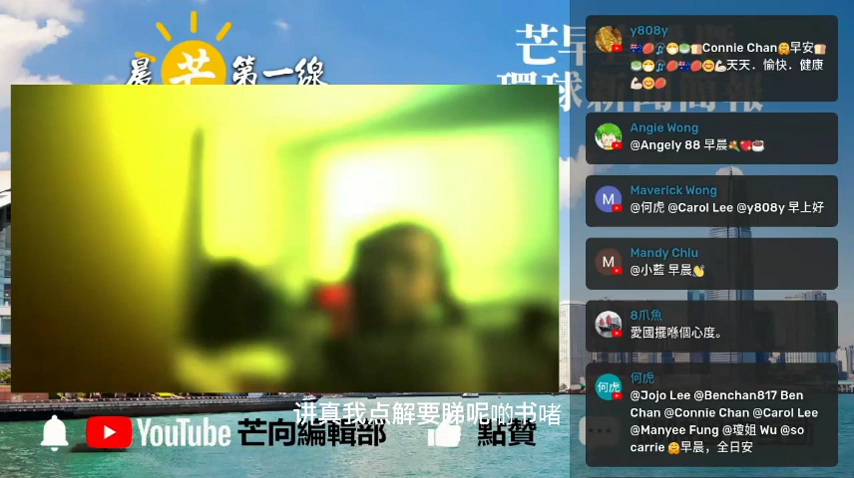 晨 芒 第一線
芒早
環球新聞簡報
讲真我点解要睇呢啲书啫
YouTube 芒向編輯部 點贊
y808y
Connie Chan🤗早安
天天．愉快．健康
Angie Wong
@Angely 88 早晨
Maverick Wong
@何虎 @Carol Lee @y808y 早上好
Mandy Chiu
@小藍 早晨👋
8爪魚
愛國擺喺個心度。
何虎
@Jojo Lee @Benchan817 Ben
Chan @Connie Chan @Carol Lee
@Manyee Fung @瓊姐 Wu @so
carrie 🤗早晨，全日安